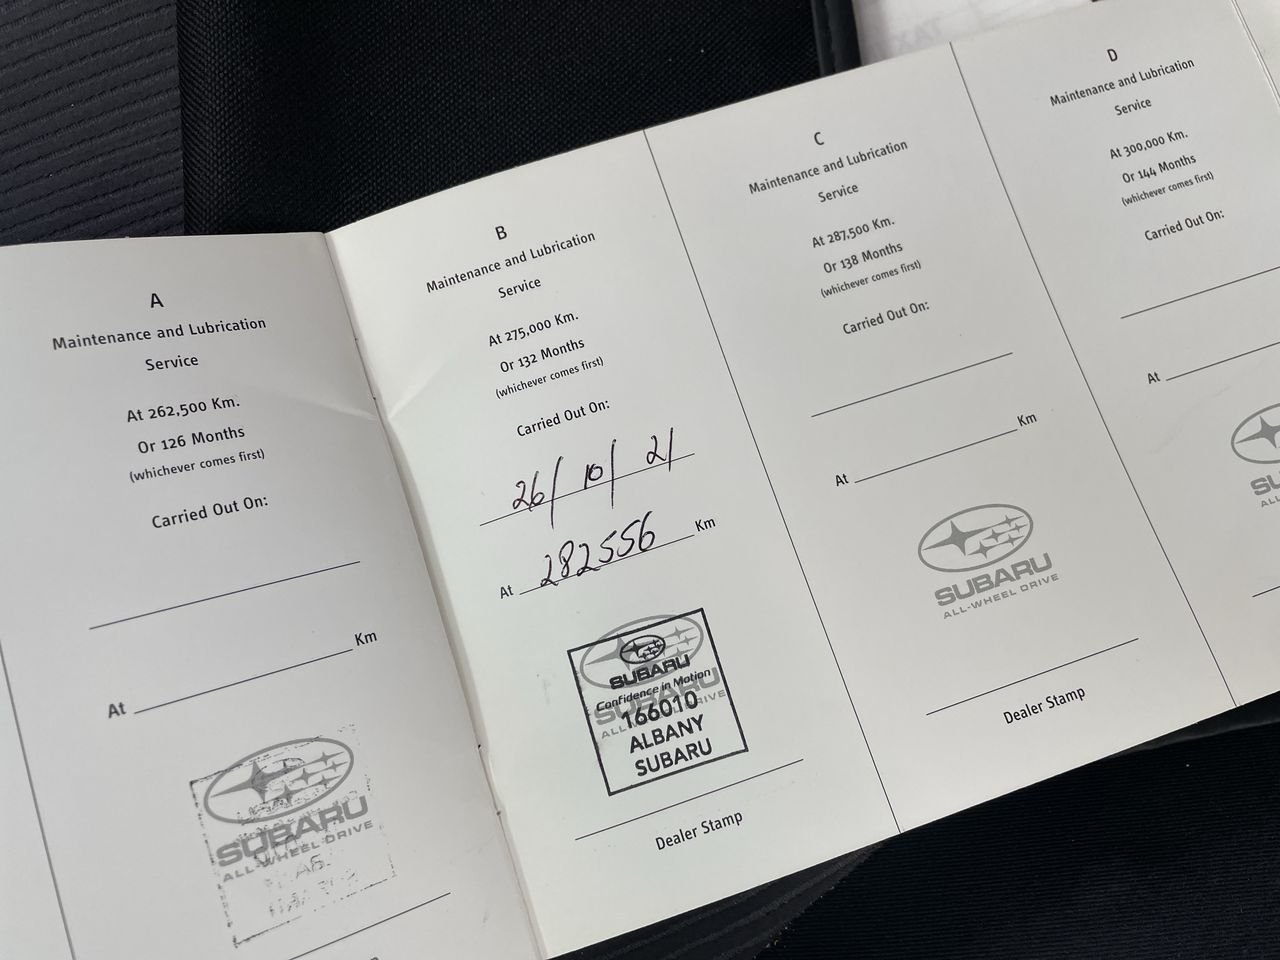 A
Maintenance and Lubrication
Service
At 262,500 Km.
Or 126 Months
(whichever comes first)
Carried Out On:
Km
At
SUBARU
ALL-WHEEL DRIVE
B
Maintenance and Lubrication
Service
At 275,000 Km.
Or 132 Months
(whichever comes first)
Carried Out On:
26/10/21
At 282556 Km
SUBARU
Confidence in Motion
166010
ALBANY
SUBARU
Dealer Stamp
C
Maintenance and Lubrication
Service
At 287,500 Km.
Or 138 Months
(whichever comes first)
Carried Out On:
At Km
SUBARU
ALL-WHEEL DRIVE
Dealer Stamp
D
Maintenance and Lubrication
Service
At 300,000 Km.
Or 144 Months
(whichever comes first)
Carried Out On:
At